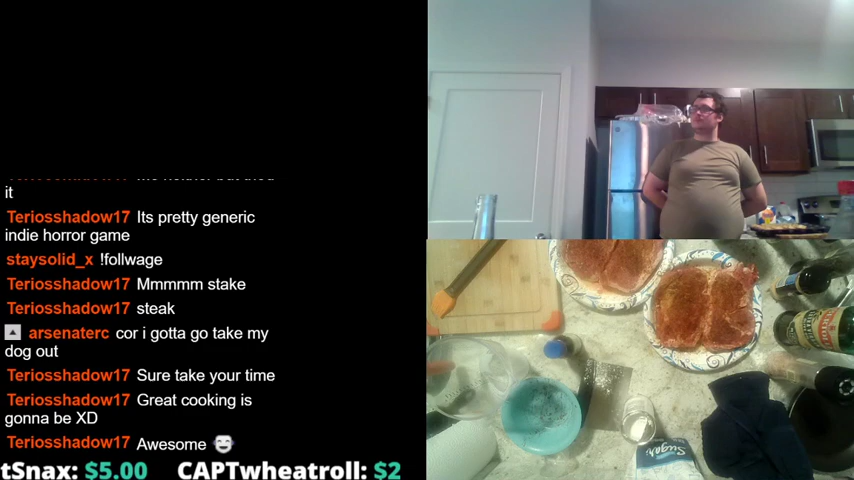 it
Teriosshadow17 Its pretty generic
indie horror game
staysolid_x !follwage
Teriosshadow17 Mmmmm stake
Teriosshadow17 steak
arsenaterc cor i gotta go take my
dog out
Teriosshadow17 Sure take your time
Teriosshadow17 Great cooking is
gonna be XD
Teriosshadow17 Awesome
tSnax: $5.00 CAPTwheatroll: $2
Sugar